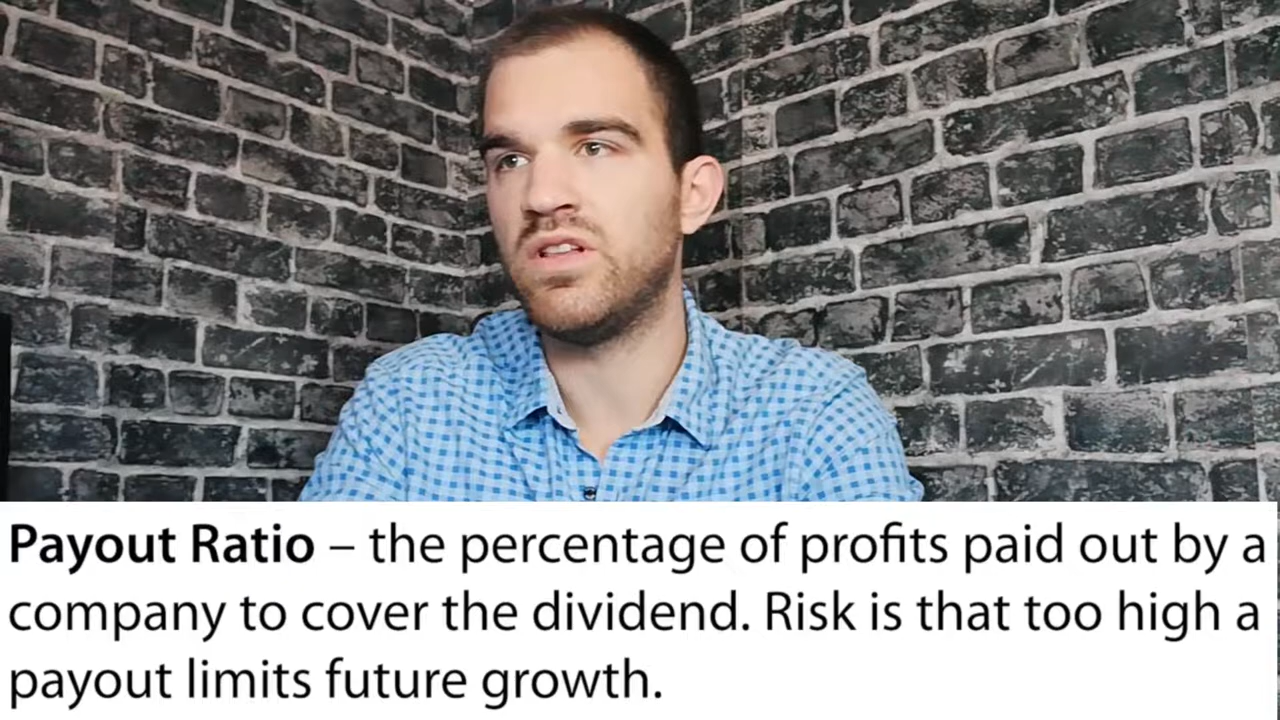 Payout Ratio – the percentage of profits paid out by a
company to cover the dividend. Risk is that too high a
payout limits future growth.